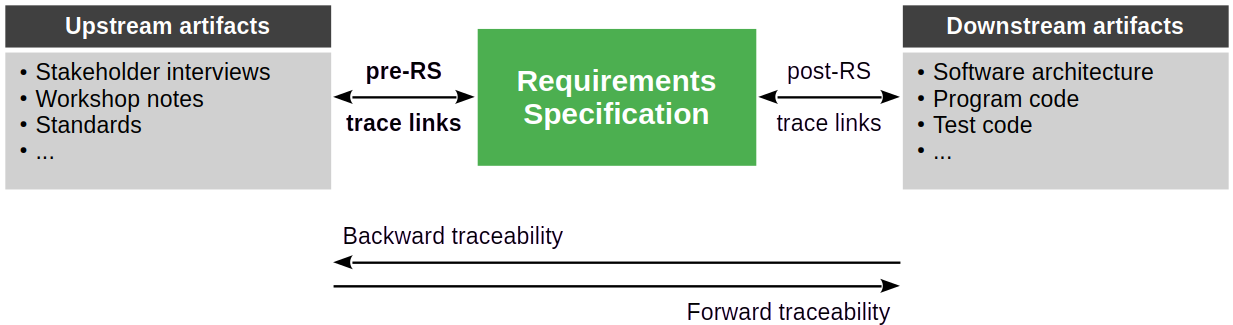 Upstream artifacts
• Stakeholder interviews
• Workshop notes
• Standards
• ...
pre-RS
trace links
Requirements
Specification
post-RS
trace links
Downstream artifacts
• Software architecture
• Program code
• Test code
• ...
Backward traceability
Forward traceability